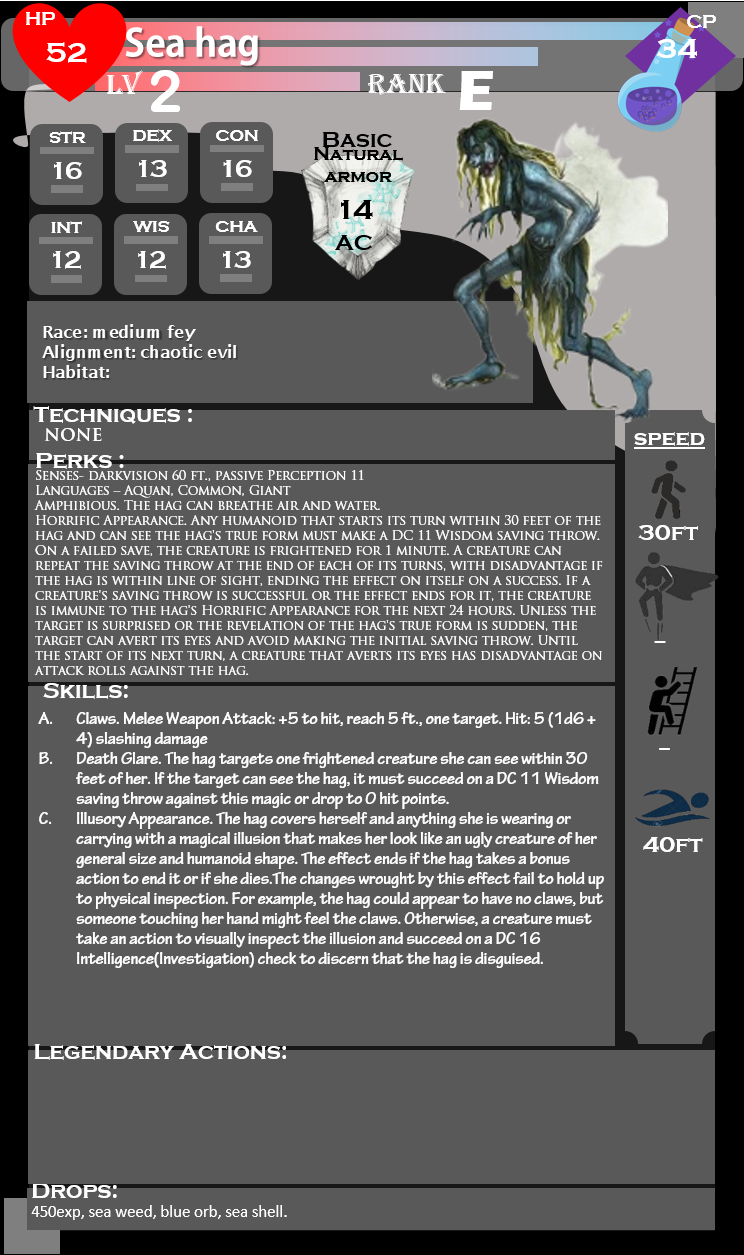 HP
52
Sea hag
CP
34
LV 2
RANK E
STR
16
DEX
13
CON
16
INT
12
WIS
12
CHA
13
BASIC
NATURAL
ARMOR
14
AC
Race: medium fey
Alignment: chaotic evil
Habitat:
TECHNIQUES :
NONE
PERKS :
SENSES- DARKVISION 60 FT., PASSIVE PERCEPTION 11
LANGUAGES – AQUAN, COMMON, GIANT
AMPHIBIOUS. THE HAG CAN BREATHE AIR AND WATER.
HORRIFIC APPEARANCE. ANY HUMANOID THAT STARTS ITS TURN WITHIN 30 FEET OF THE
HAG AND CAN SEE THE HAG'S TRUE FORM MUST MAKE A DC 11 WISDOM SAVING THROW.
ON A FAILED SAVE, THE CREATURE IS FRIGHTENED FOR 1 MINUTE. A CREATURE CAN
REPEAT THE SAVING THROW AT THE END OF EACH OF ITS TURNS, WITH DISADVANTAGE IF
THE HAG IS WITHIN LINE OF SIGHT, ENDING THE EFFECT ON ITSELF ON A SUCCESS. IF A
CREATURE'S SAVING THROW IS SUCCESSFUL OR THE EFFECT ENDS FOR IT, THE CREATURE
IS IMMUNE TO THE HAG'S HORRIFIC APPEARANCE FOR THE NEXT 24 HOURS. UNLESS THE
TARGET IS SURPRISED OR THE REVELATION OF THE HAG'S TRUE FORM IS SUDDEN, THE
TARGET CAN AVERT ITS EYES AND AVOID MAKING THE INITIAL SAVING THROW. UNTIL
THE START OF ITS NEXT TURN, A CREATURE THAT AVERTS ITS EYES HAS DISADVANTAGE ON
ATTACK ROLLS AGAINST THE HAG.
SPEED
30FT
–
–
40FT
SKILLS:
A. Claws. Melee Weapon Attack: +5 to hit, reach 5 ft., one target. Hit: 5 (1d6 +
4) slashing damage
B. Death Glare. The hag targets one frightened creature she can see within 30
feet of her. If the target can see the hag, it must succeed on a DC 11 Wisdom
saving throw against this magic or drop to 0 hit points.
C. Illusory Appearance. The hag covers herself and anything she is wearing or
carrying with a magical illusion that makes her look like an ugly creature of her
general size and humanoid shape. The effect ends if the hag takes a bonus
action to end it or if she dies.The changes wrought by this effect fail to hold up
to physical inspection. For example, the hag could appear to have no claws, but
someone touching her hand might feel the claws. Otherwise, a creature must
take an action to visually inspect the illusion and succeed on a DC 16
Intelligence(Investigation) check to discern that the hag is disguised.
LEGENDARY ACTIONS:
DROPS:
450exp, sea weed, blue orb, sea shell.